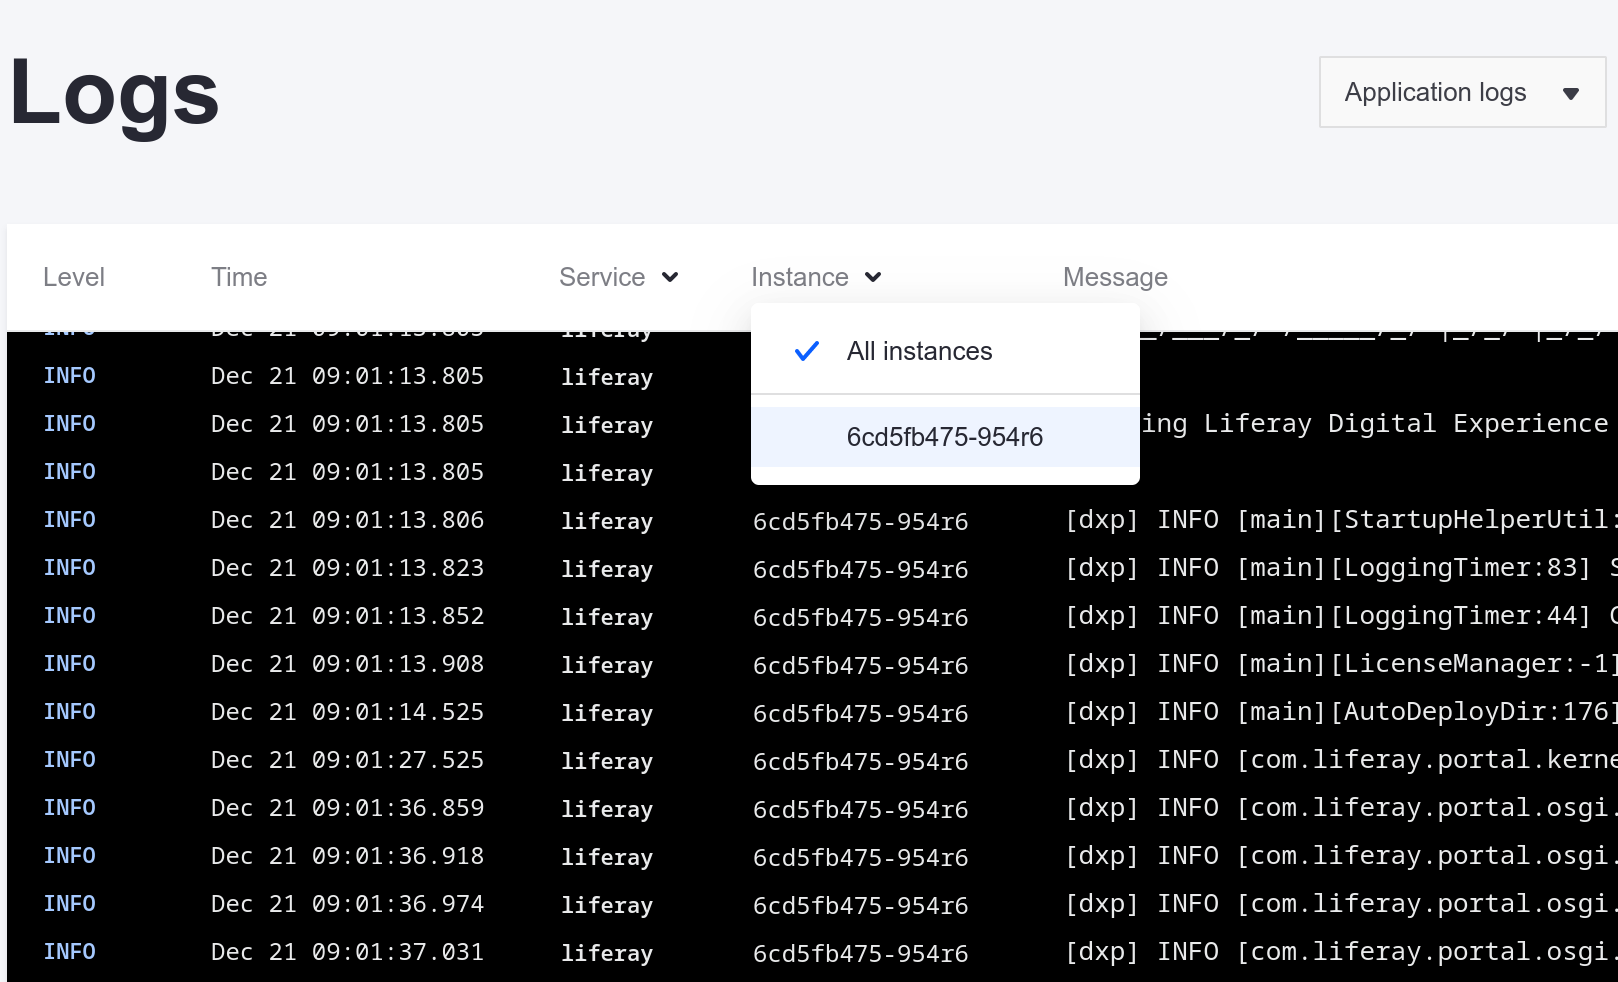 Logs
Application logs
Level Time Service Instance Message
INFO Dec 21 09:01:13.805 liferay
All instances
INFO Dec 21 09:01:13.805 liferay
INFO Dec 21 09:01:13.805 liferay ing Liferay Digital Experience
6cd5fb475-954r6
INFO Dec 21 09:01:13.805 liferay
INFO Dec 21 09:01:13.806 liferay 6cd5fb475-954r6 [dxp] INFO [main][StartupHelperUtil:
INFO Dec 21 09:01:13.823 liferay 6cd5fb475-954r6 [dxp] INFO [main][LoggingTimer:83]
INFO Dec 21 09:01:13.852 liferay 6cd5fb475-954r6 [dxp] INFO [main][LoggingTimer:44]
INFO Dec 21 09:01:13.908 liferay 6cd5fb475-954r6 [dxp] INFO [main][LicenseManager:-1]
INFO Dec 21 09:01:14.525 liferay 6cd5fb475-954r6 [dxp] INFO [main][AutoDeployDir:176]
INFO Dec 21 09:01:27.525 liferay 6cd5fb475-954r6 [dxp] INFO [com.liferay.portal.kerne
INFO Dec 21 09:01:36.859 liferay 6cd5fb475-954r6 [dxp] INFO [com.liferay.portal.osgi.
INFO Dec 21 09:01:36.918 liferay 6cd5fb475-954r6 [dxp] INFO [com.liferay.portal.osgi.
INFO Dec 21 09:01:36.974 liferay 6cd5fb475-954r6 [dxp] INFO [com.liferay.portal.osgi.
INFO Dec 21 09:01:37.031 liferay 6cd5fb475-954r6 [dxp] INFO [com.liferay.portal.osgi.